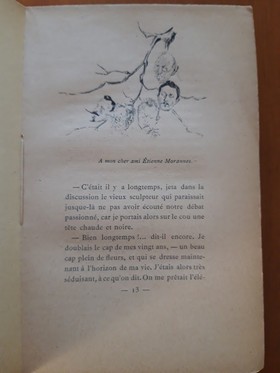 A mon cher ami Étienne Moreau
— C'était il y a longtemps, jeta dans la
discussion le vieux sculpteur qui paraissait
jusque-là ne pas avoir écouté notre débat
passionné, car je portais alors sur le cou une
tête chaude et noire.
— Bien longtemps !... dit-il encore. Je
doublais le cap de mes vingt ans, — un beau
cap plein de fleurs, et qui se dresse mainte-
nant à l'horizon de ma vie. J'étais alors très
séduisant, à ce qu'on dit. On me prêtait l'élé-
— 15 —